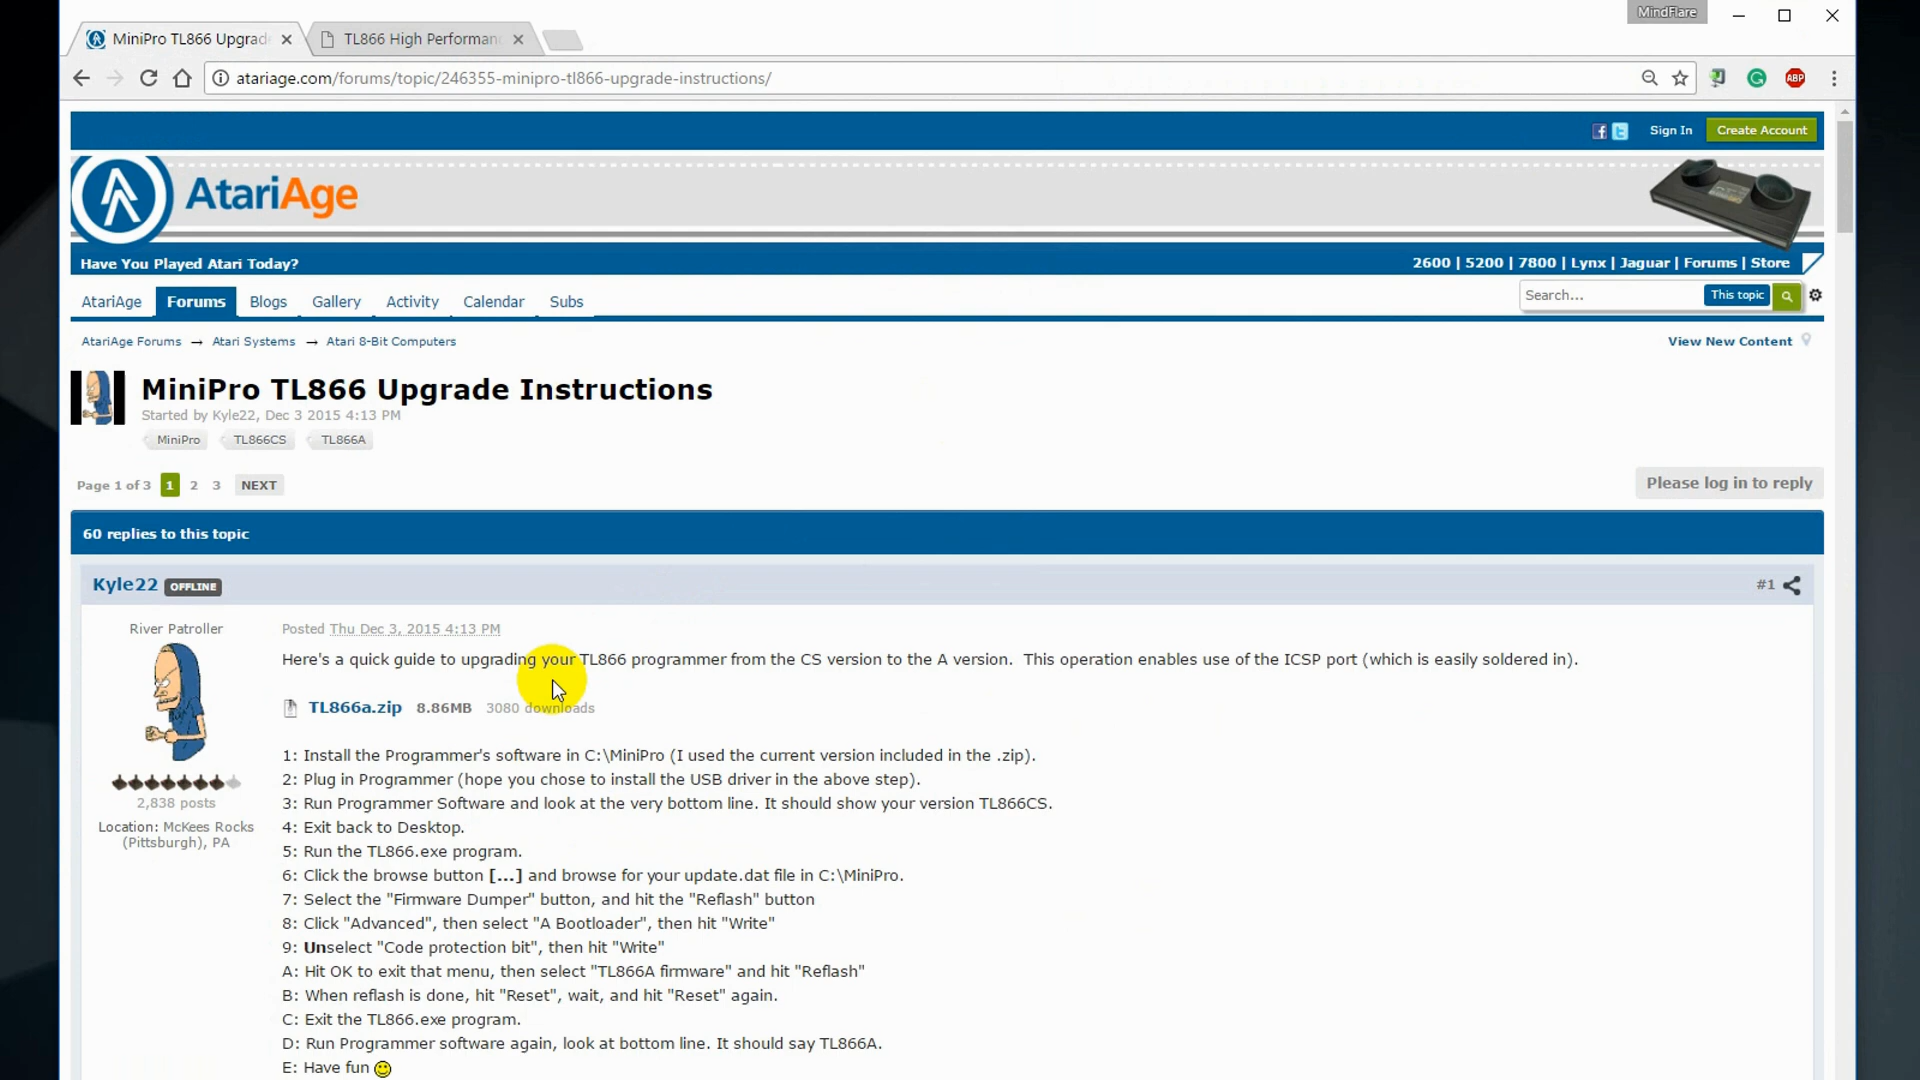 MindFlare
MiniPro TL866 Upgrad
TL866 High Performan
atariage.com/forums/topic/246355-minipro-tl866-upgrade-instructions/
ABP
Sign In
Create Account
AtariAge
Have You Played Atari Today?
2600 | 5200 | 7800 | Lynx | Jaguar | Forums | Store
AtariAge Forums Blogs Gallery Activity Calendar Subs
Search... This topic
AtariAge Forums → Atari Systems → Atari 8-Bit Computers
View New Content
MiniPro TL866 Upgrade Instructions
Started by Kyle22, Dec 3 2015 4:13 PM
MiniPro TL866CS TL866A
Page 1 of 3 1 2 3 NEXT
Please log in to reply
60 replies to this topic
Kyle22 OFFLINE
#1
River Patroller
2,838 posts
Location: McKees Rocks
(Pittsburgh), PA
Posted Thu Dec 3, 2015 4:13 PM
Here's a quick guide to upgrading your TL866 programmer from the CS version to the A version. This operation enables use of the ICSP port (which is easily soldered in).
TL866a.zip 8.86MB 3080 downloads
1: Install the Programmer's software in C:\MiniPro (I used the current version included in the .zip).
2: Plug in Programmer (hope you chose to install the USB driver in the above step).
3: Run Programmer Software and look at the very bottom line. It should show your version TL866CS.
4: Exit back to Desktop.
5: Run the TL866.exe program.
6: Click the browse button [...] and browse for your update.dat file in C:\MiniPro.
7: Select the "Firmware Dumper" button, and hit the "Reflash" button
8: Click "Advanced", then select "A Bootloader", then hit "Write"
9: Unselect "Code protection bit", then hit "Write"
A: Hit OK to exit that menu, then select "TL866A firmware" and hit "Reflash"
B: When reflash is done, hit "Reset", wait, and hit "Reset" again.
C: Exit the TL866.exe program.
D: Run Programmer software again, look at bottom line. It should say TL866A.
E: Have fun